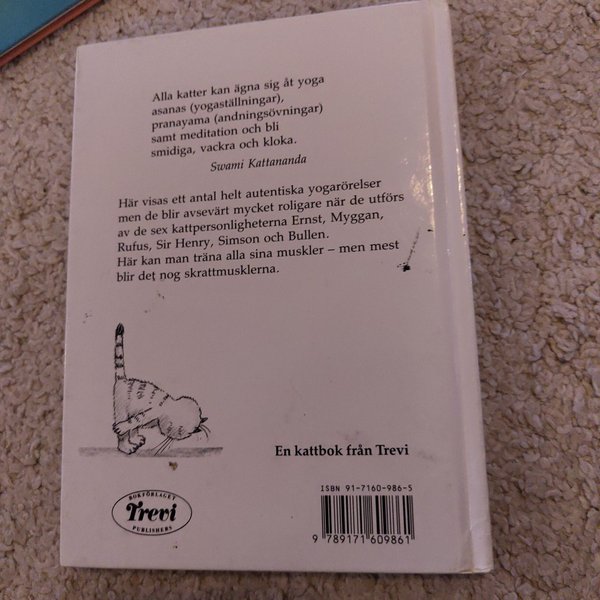 Alla katter kan ägna sig åt yoga
asanas (yogaställningar),
pranayama (andningsövningar)
samt meditation och bli
smidiga, vackra och kloka.
Swami Kattananda
Här visas ett antal helt autentiska yogarörelser
men de blir avsevärt mycket roligare när de utförs
av de sex kattpersonligheterna Ernst, Myggan,
Rufus, Sir Henry, Simson och Bullen.
Här kan man träna alla sina muskler – men mest
blir det nog skrattmusklerna.
En kattbok från Trevi
BOKFÖRLAGET
Trevi
PUBLISHERS
ISBN 91-7160-986-5
9 789171 609861